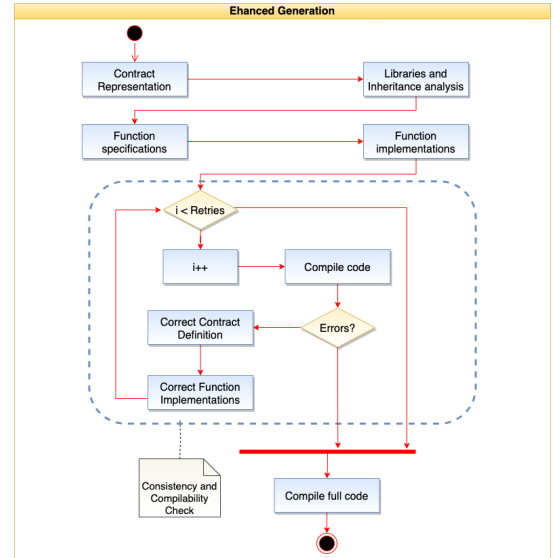 Ehanced Generation
Contract
Representation
Libraries and
Inheritance analysis
Function
specifications
Function
implementations
i < Retries
i++
Compile code
Correct Contract
Definition
Errors?
Correct Function
Implementations
Consistency and
Compilability
Check
Compile full code